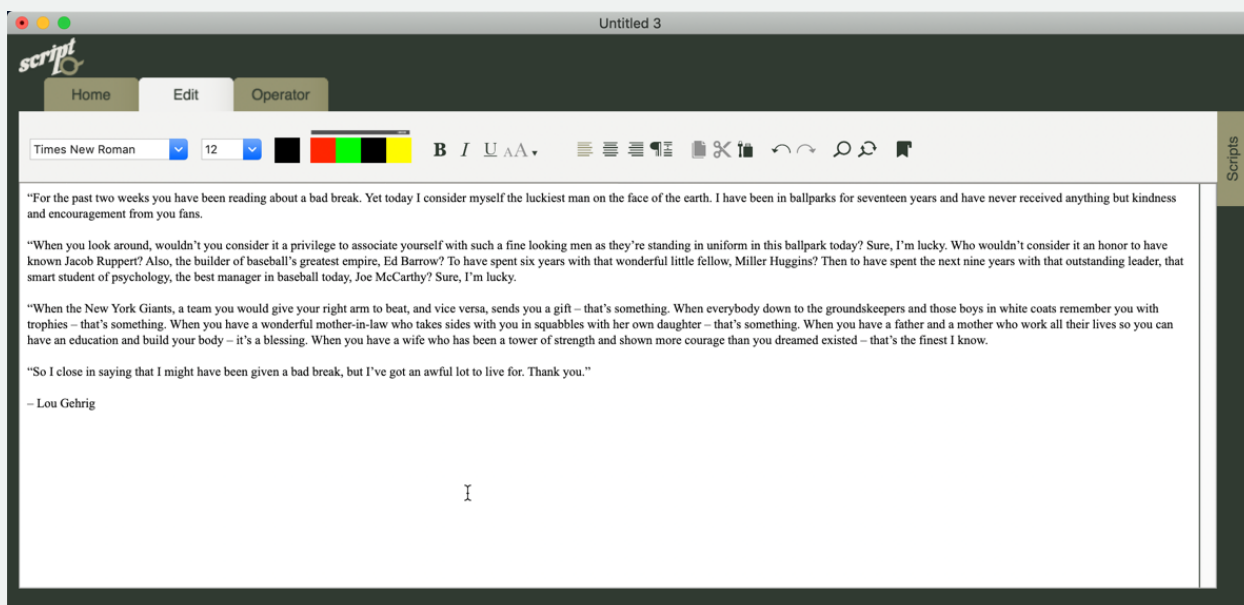 Untitled 3
script
Home Edit Operator
Times New Roman 12 B I U AA
Scripts
“For the past two weeks you have been reading about a bad break. Yet today I consider myself the luckiest man on the face of the earth. I have been in ballparks for seventeen years and have never received anything but kindness
and encouragement from you fans.
“When you look around, wouldn’t you consider it a privilege to associate yourself with such a fine looking men as they’re standing in uniform in this ballpark today? Sure, I’m lucky. Who wouldn’t consider it an honor to have
known Jacob Ruppert? Also, the builder of baseball’s greatest empire, Ed Barrow? To have spent six years with that wonderful little fellow, Miller Huggins? Then to have spent the next nine years with that outstanding leader, that
smart student of psychology, the best manager in baseball today, Joe McCarthy? Sure, I’m lucky.
“When the New York Giants, a team you would give your right arm to beat, and vice versa, sends you a gift – that’s something. When everybody down to the groundskeepers and those boys in white coats remember you with
trophies – that’s something. When you have a wonderful mother-in-law who takes sides with you in squabbles with her own daughter – that’s something. When you have a father and a mother who work all their lives so you can
have an education and build your body – it’s a blessing. When you have a wife who has been a tower of strength and shown more courage than you dreamed existed – that’s the finest I know.
“So I close in saying that I might have been given a bad break, but I’ve got an awful lot to live for. Thank you.”
– Lou Gehrig